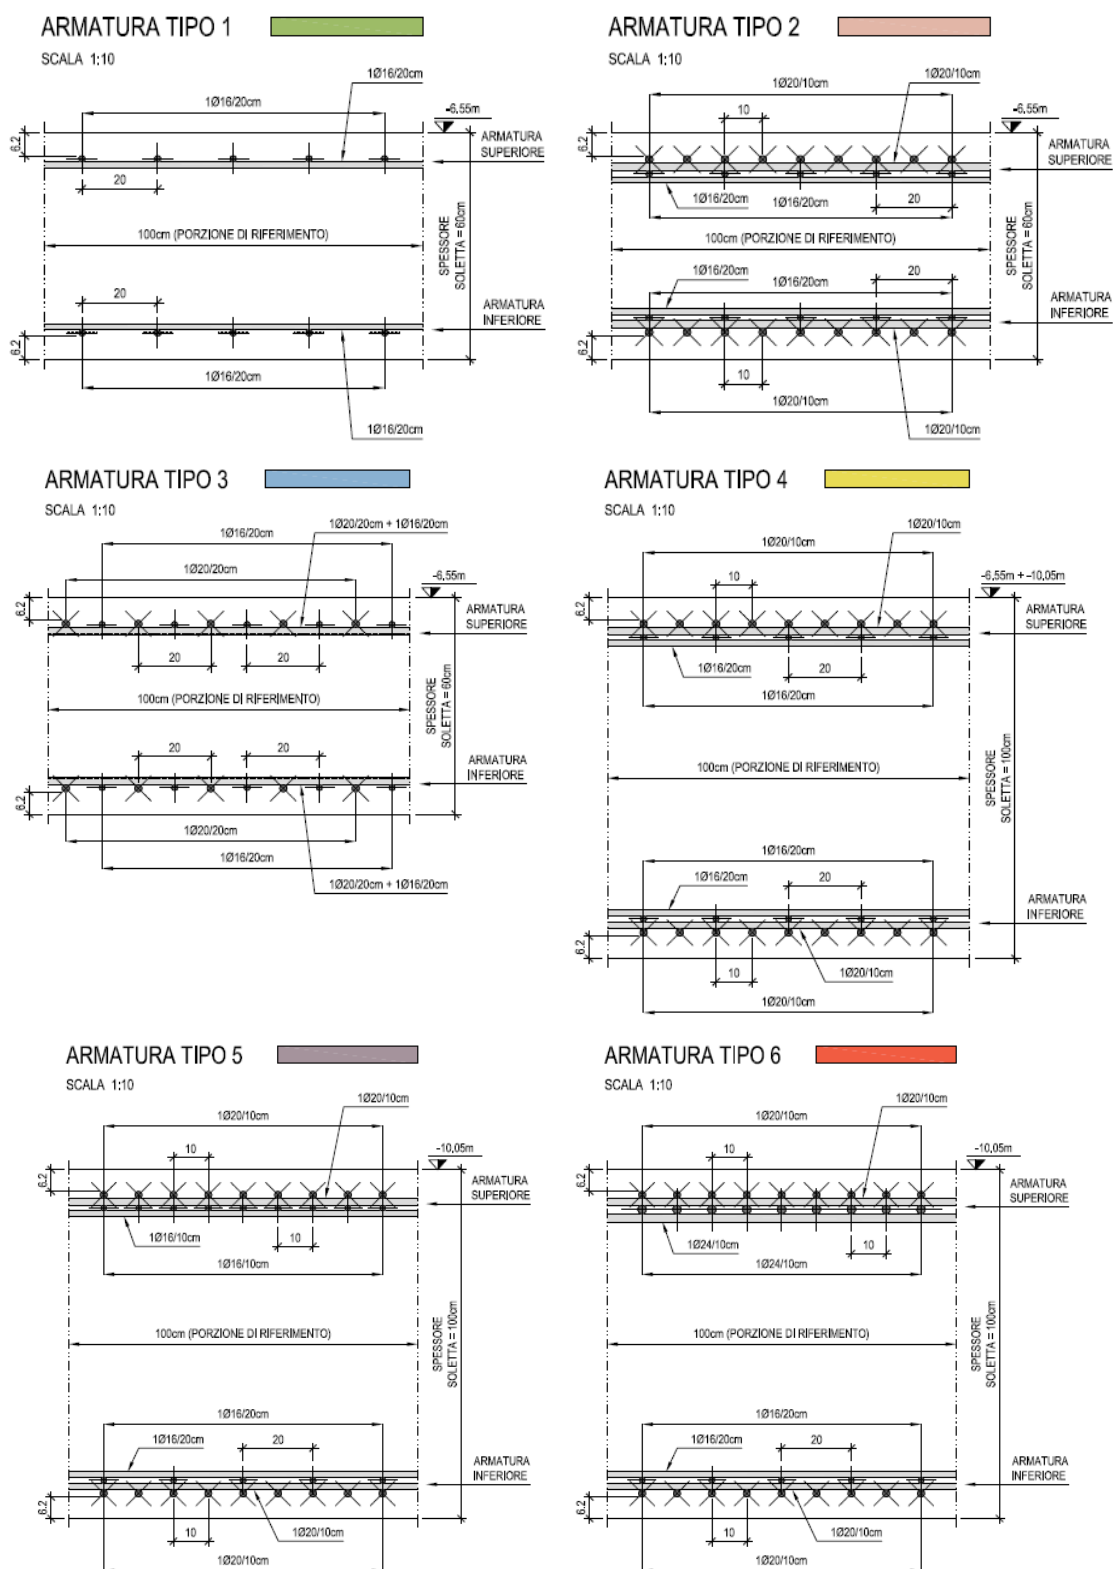 ARMATURA TIPO 1
SCALA 1:10
1Ø16/20cm
1Ø16/20cm
-6,55m
6.2
ARMATURA
SUPERIORE
20
100cm (PORZIONE DI RIFERIMENTO)
SPESSORE
SOLETTA = 60cm
20
ARMATURA
INFERIORE
6.2
1Ø16/20cm
1Ø16/20cm
ARMATURA TIPO 2
SCALA 1:10
1Ø20/10cm
1Ø20/10cm
10
-6,55m
6.2
ARMATURA
SUPERIORE
1Ø16/20cm
1Ø16/20cm
20
100cm (PORZIONE DI RIFERIMENTO)
SPESSORE
SOLETTA = 60cm
1Ø16/20cm
1Ø16/20cm
20
ARMATURA
INFERIORE
6.2
10
1Ø20/10cm
1Ø20/10cm
ARMATURA TIPO 3
SCALA 1:10
1Ø16/20cm
1Ø20/20cm + 1Ø16/20cm
1Ø20/20cm
-6,55m
6.2
ARMATURA
SUPERIORE
20
20
100cm (PORZIONE DI RIFERIMENTO)
SPESSORE
SOLETTA = 60cm
20
20
ARMATURA
INFERIORE
6.2
1Ø20/20cm
1Ø16/20cm
1Ø20/20cm + 1Ø16/20cm
ARMATURA TIPO 4
SCALA 1:10
1Ø20/10cm
1Ø20/10cm
10
-6,55m ÷ -10,05m
6.2
ARMATURA
SUPERIORE
1Ø16/20cm
20
1Ø16/20cm
100cm (PORZIONE DI RIFERIMENTO)
SPESSORE
SOLETTA = 100cm
1Ø16/20cm
1Ø16/20cm
20
ARMATURA
INFERIORE
6.2
10
1Ø20/10cm
1Ø20/10cm
ARMATURA TIPO 5
SCALA 1:10
1Ø20/10cm
1Ø20/10cm
10
-10,05m
6.2
ARMATURA
SUPERIORE
1Ø16/10cm
10
1Ø16/10cm
100cm (PORZIONE DI RIFERIMENTO)
SPESSORE
SOLETTA = 100cm
1Ø16/20cm
1Ø16/20cm
20
ARMATURA
INFERIORE
6.2
10
1Ø20/10cm
1Ø20/10cm
ARMATURA TIPO 6
SCALA 1:10
1Ø20/10cm
1Ø20/10cm
10
-10,05m
6.2
ARMATURA
SUPERIORE
1Ø24/10cm
10
1Ø24/10cm
100cm (PORZIONE DI RIFERIMENTO)
SPESSORE
SOLETTA = 100cm
1Ø16/20cm
1Ø16/20cm
20
ARMATURA
INFERIORE
6.2
10
1Ø20/10cm
1Ø20/10cm